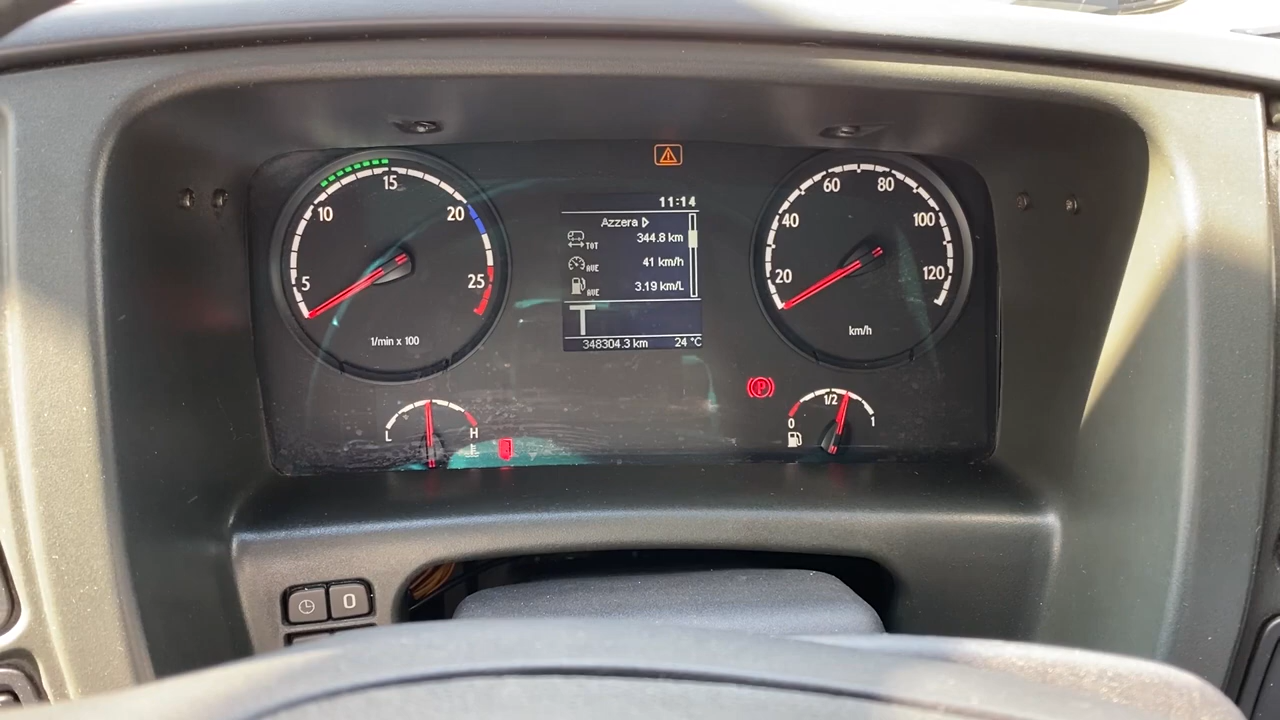 5
10
15
20
25
1/min x 100
11:14
Azzera
TOT 344.8 km
AVE 41 km/h
AVE 3.19 km/L
T
348304.3 km 24 °C
20
40
60
80
100
120
km/h
L H
P
0 1/2 1
0